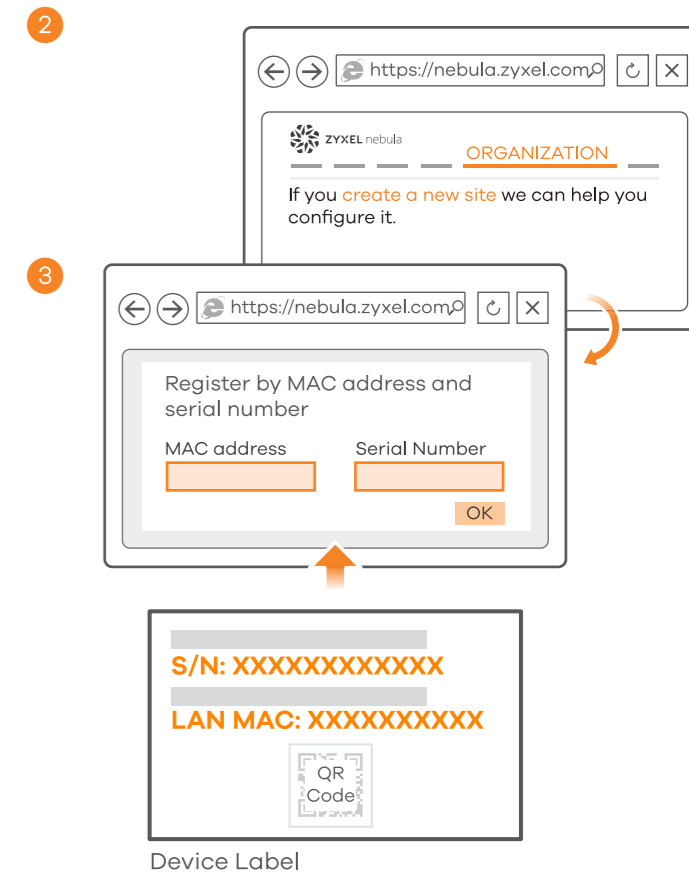 2
https://nebula.zyxel.com
ZYXEL nebula
ORGANIZATION
If you create a new site we can help you
configure it.
3
https://nebula.zyxel.com
Register by MAC address and
serial number
MAC address Serial Number
OK
S/N: XXXXXXXXXXXX
LAN MAC: XXXXXXXXXX
QR
Code
Device Label